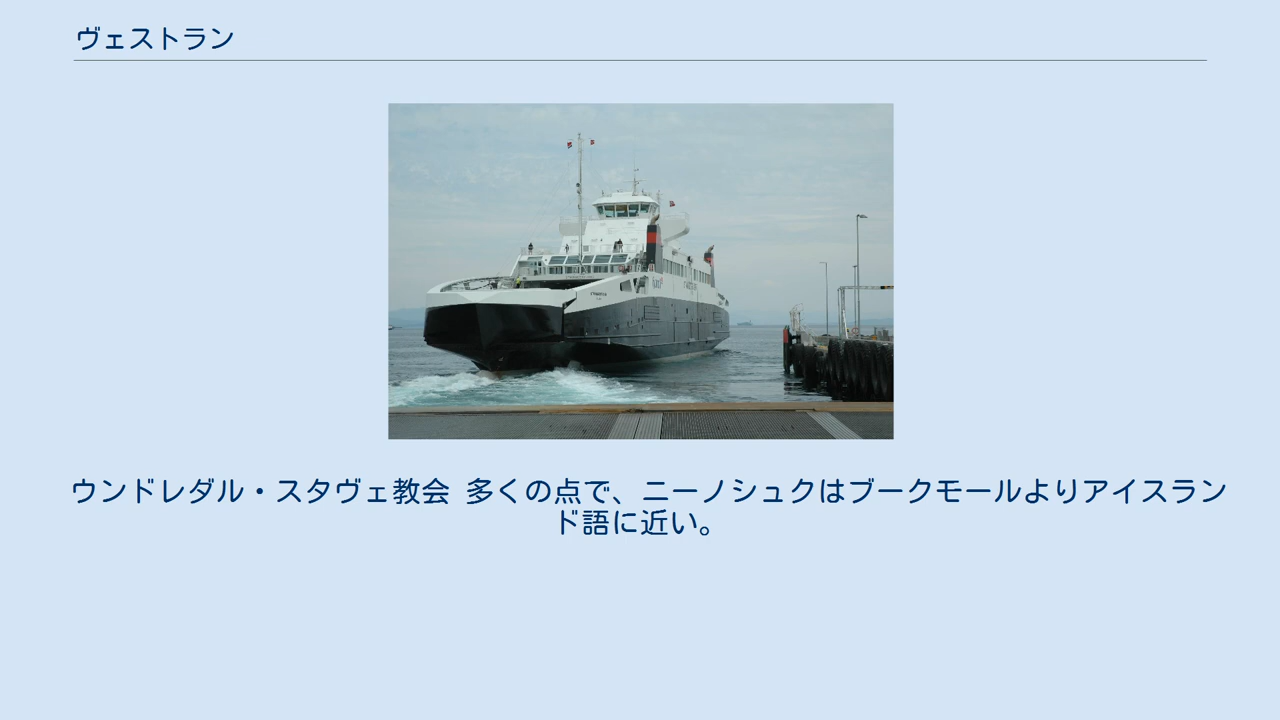 ヴェストラン
ウンドレダル・スタヴェ教会 多くの点で、ニーノシュクはブークモールよりアイスラン
ド語に近い。